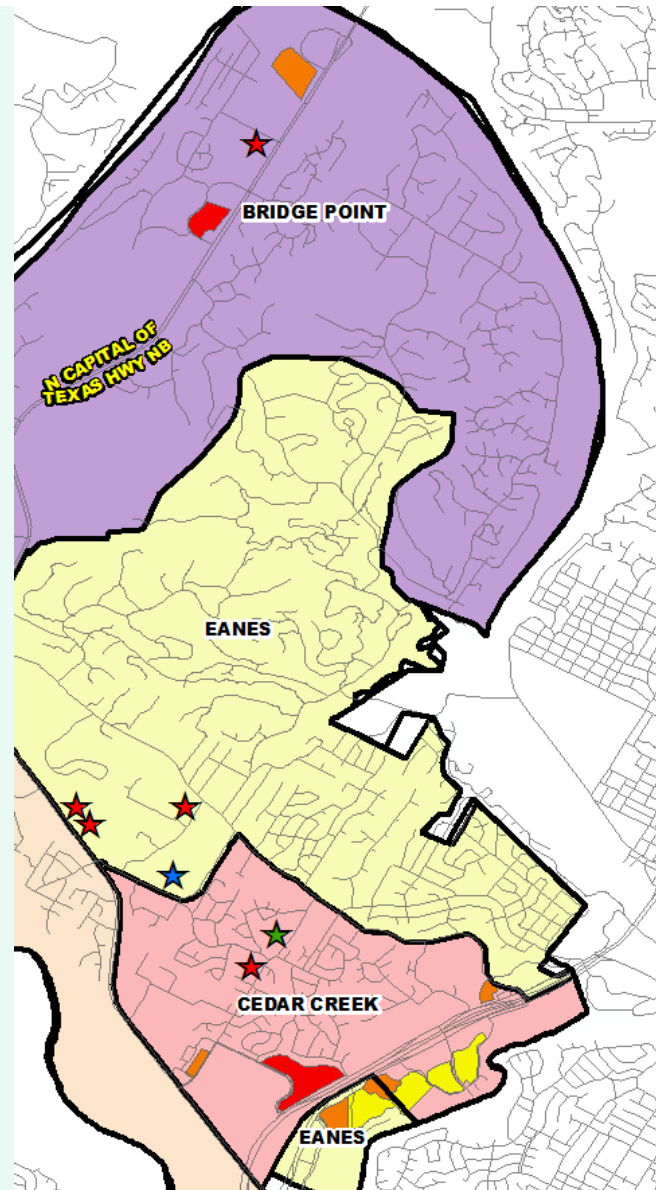 BRIDGE POINT
N CAPITAL OF
TEXAS HWY NB
EANES
CEDAR CREEK
EANES